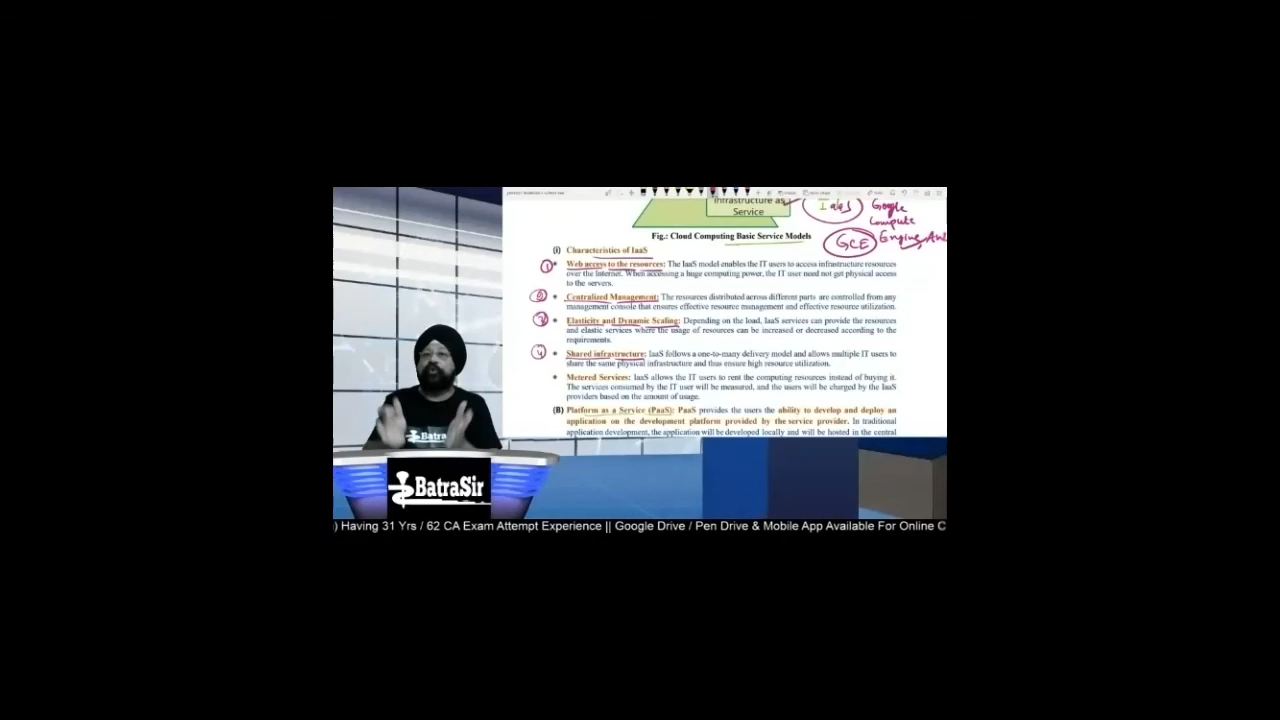 Infrastructure as
Service
IaaS
Google
Compute
Engine,
GCE
Fig.: Cloud Computing Basic Service Models
(i) Characteristics of IaaS
1 • Web access to the resources: The IaaS model enables the IT users to access infrastructure resources
over the Internet. When accessing a huge computing power, the IT user need not get physical access
to the servers.
2 • Centralized Management: The resources distributed across different parts are controlled from any
management console that ensures effective resource management and effective resource utilization.
3 • Elasticity and Dynamic Scaling: Depending on the load, IaaS services can provide the resources
and elastic services where the usage of resources can be increased or decreased according to the
requirements.
4 • Shared infrastructure: IaaS follows a one-to-many delivery model and allows multiple IT users to
share the same physical infrastructure and thus ensure high resource utilization.
• Metered Services: IaaS allows the IT users to rent the computing resources instead of buying it.
The services consumed by the IT user will be measured, and the users will be charged by the IaaS
providers based on the amount of usage.
(B) Platform as a Service (PaaS): PaaS provides the users the ability to develop and deploy an
application on the development platform provided by the service provider. In traditional
application development, the application will be developed locally and will be hosted in the central
Batra
BatraSir
) Having 31 Yrs / 62 CA Exam Attempt Experience || Google Drive / Pen Drive & Mobile App Available For Online C